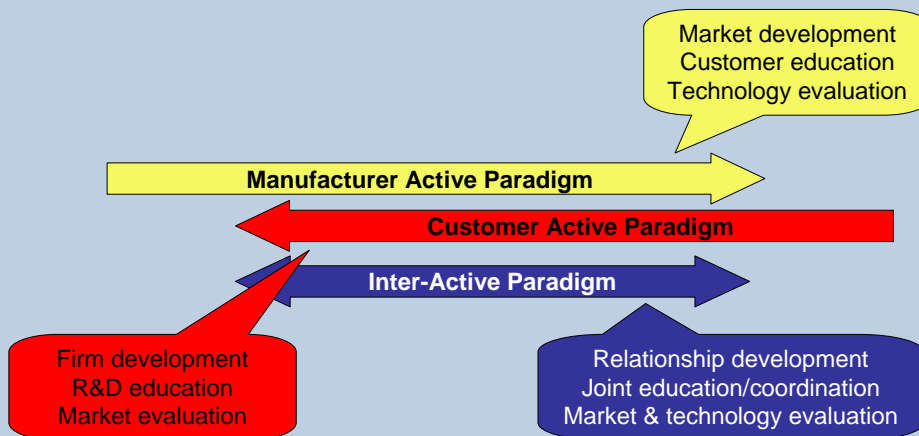 Market development
Customer education
Technology evaluation
Manufacturer Active Paradigm
Customer Active Paradigm
Inter-Active Paradigm
Firm development
R&D education
Market evaluation
Relationship development
Joint education/coordination
Market & technology evaluation